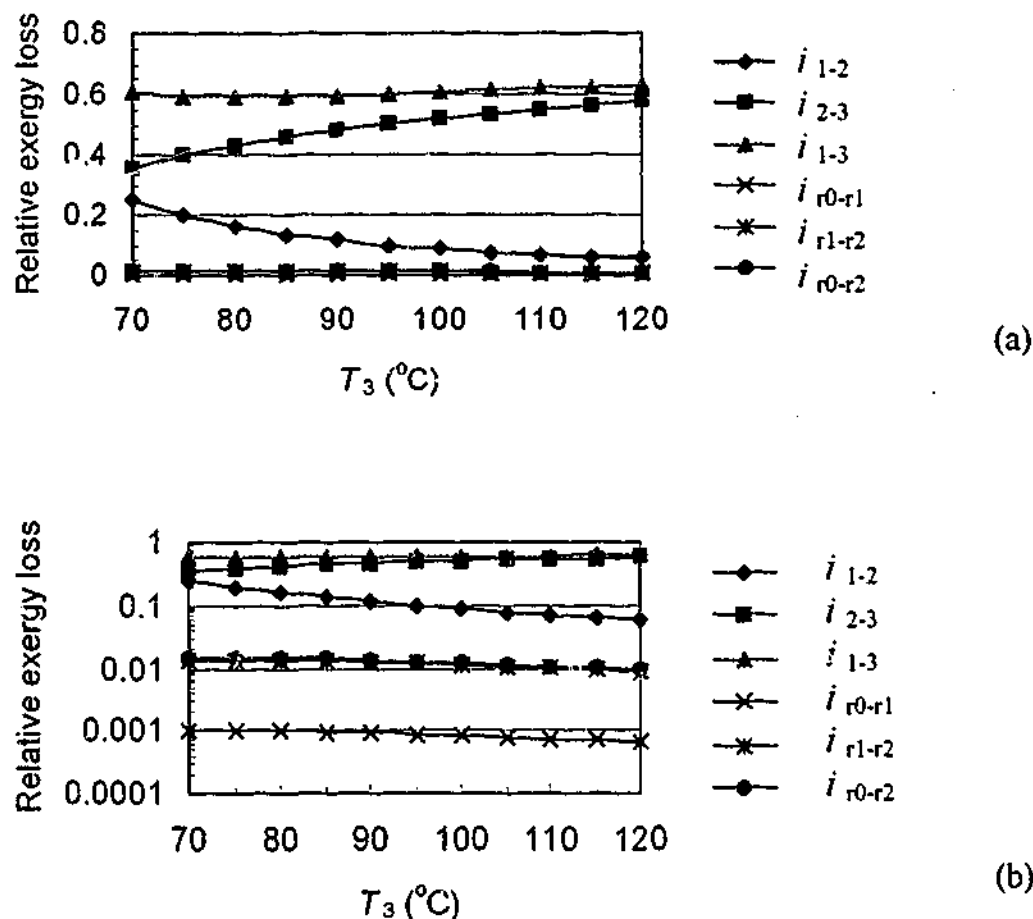 Relative exergy loss
0.8
0.6
0.4
0.2
0
70 80 90 100 110 120
T3 (°C)
i 1-2
i 2-3
i 1-3
i r0-r1
i r1-r2
i r0-r2
(a)
Relative exergy loss
1
0.1
0.01
0.001
0.0001
70 80 90 100 110 120
T3 (°C)
i 1-2
i 2-3
i 1-3
i r0-r1
i r1-r2
i r0-r2
(b)